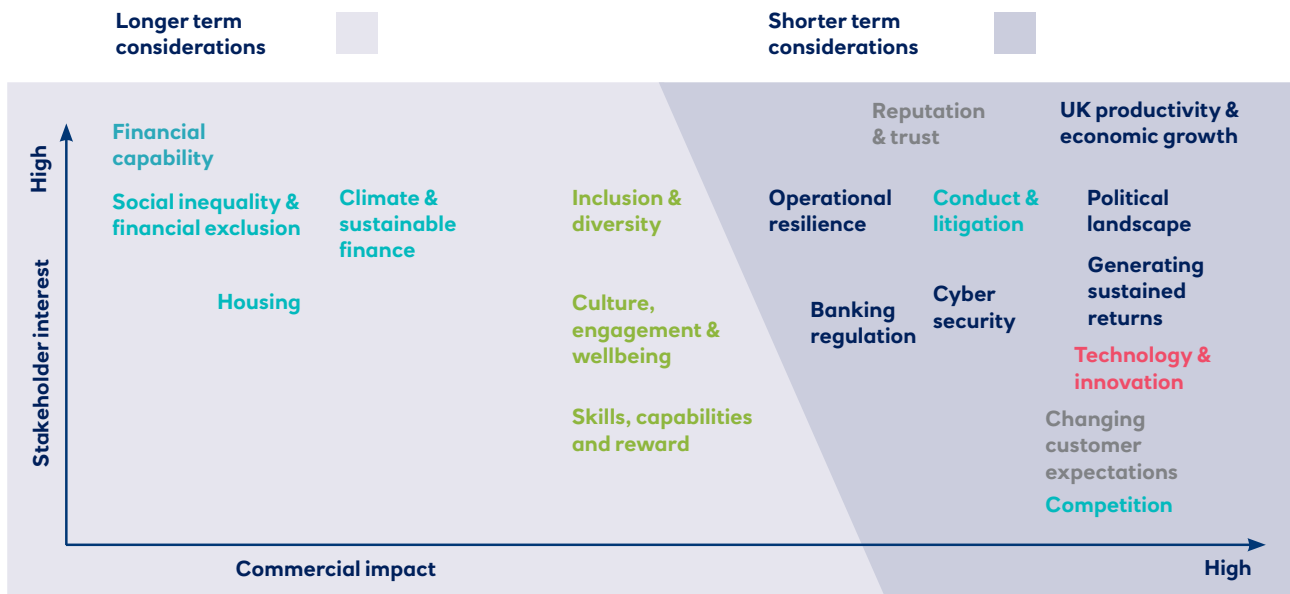 Longer term
considerations
Shorter term
considerations
High
Stakeholder interest
Financial
capability
Social inequality &
financial exclusion
Climate &
sustainable
finance
Housing
Inclusion &
diversity
Culture,
engagement &
wellbeing
Skills, capabilities
and reward
Reputation
& trust
UK productivity &
economic growth
Operational
resilience
Conduct &
litigation
Political
landscape
Banking
regulation
Cyber
security
Generating
sustained
returns
Technology &
innovation
Changing
customer
expectations
Competition
Commercial impact
High